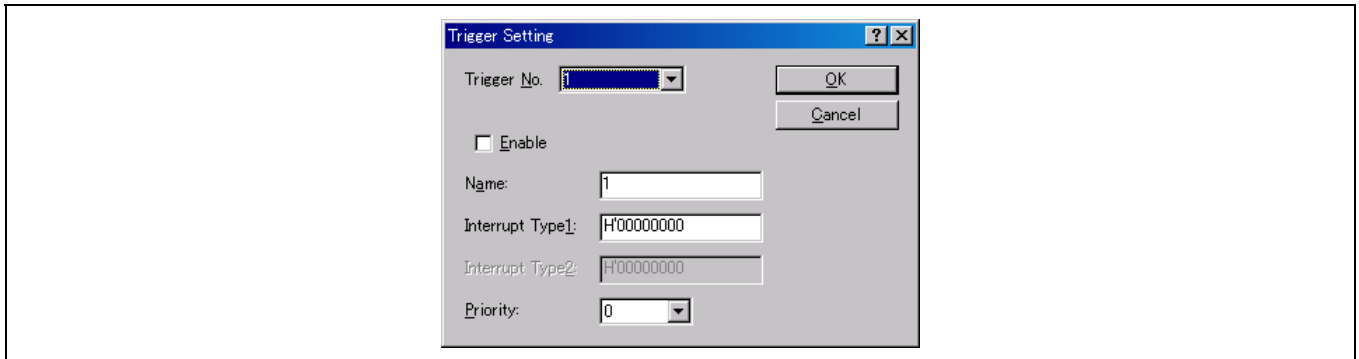 Trigger Setting
Trigger No. 1
OK
Cancel
Enable
Name: 1
Interrupt Type1: H'00000000
Interrupt Type2: H'00000000
Priority: 0